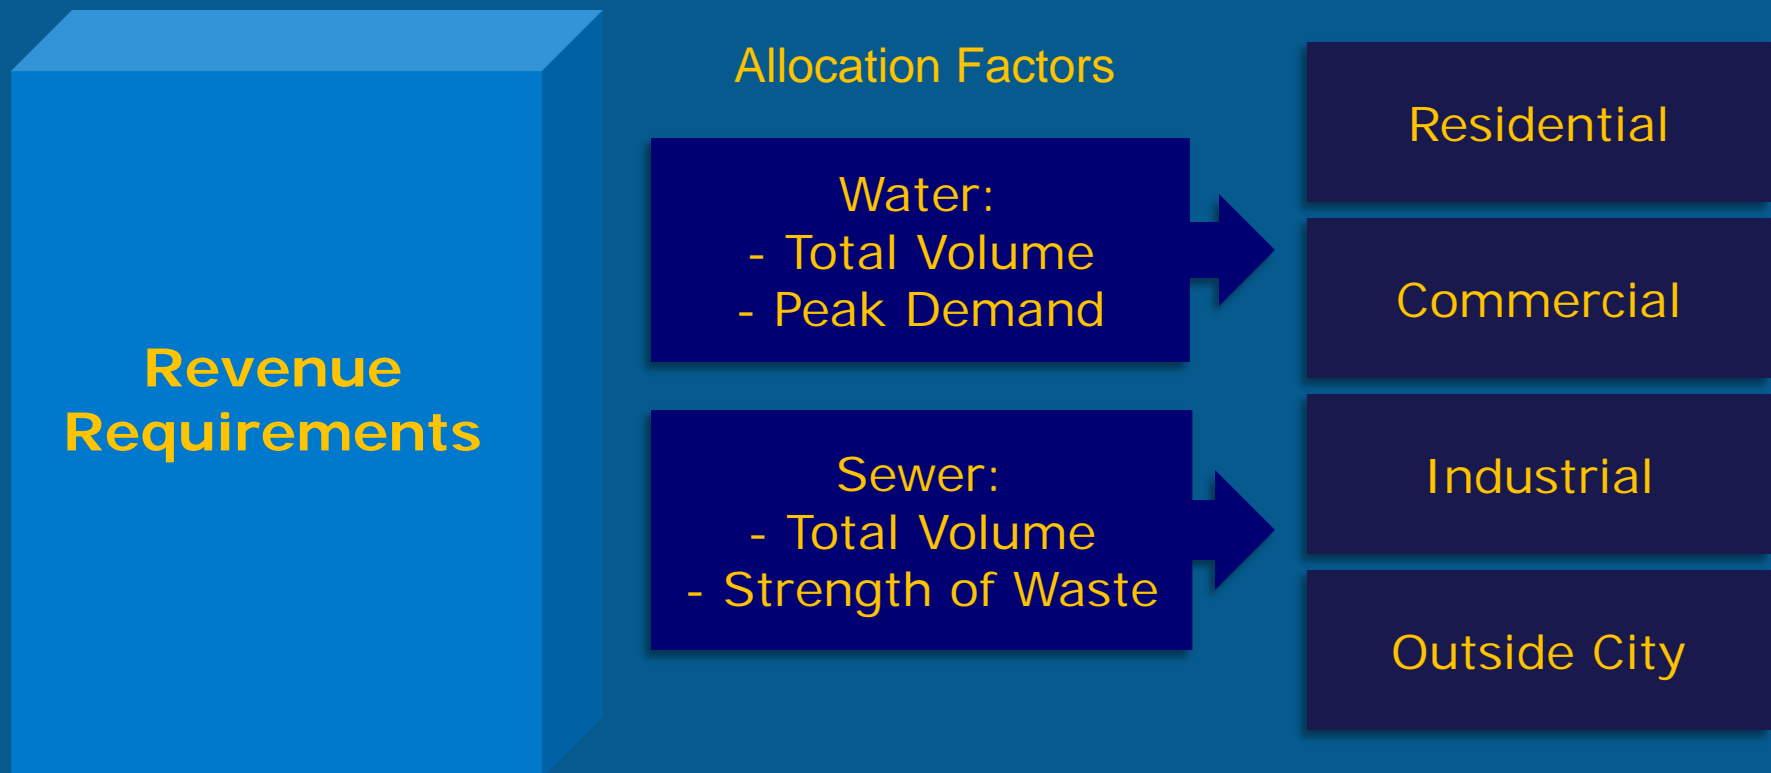 Revenue
Requirements
Allocation Factors
Water:
- Total Volume
- Peak Demand
Sewer:
- Total Volume
- Strength of Waste
Residential
Commercial
Industrial
Outside City